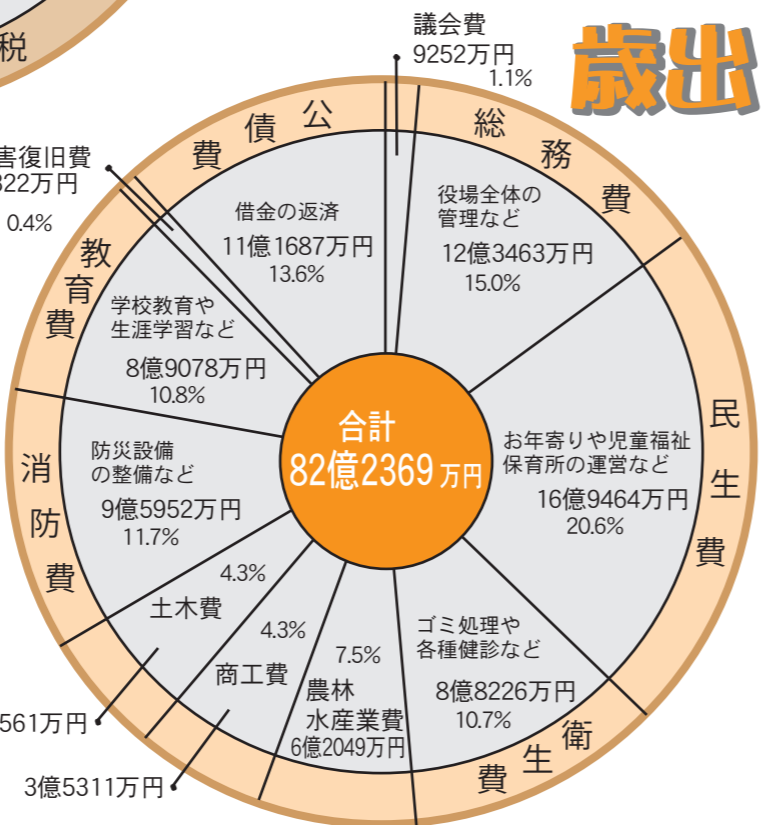 税
歳出
議会費
9252万円
1.1%
総務費
役場全体の
管理など
12億3463万円
15.0%
民生費
お年寄りや児童福祉
保育所の運営など
16億9464万円
20.6%
衛生費
ゴミ処理や
各種健診など
8億8226万円
10.7%
7.5%
農林
水産業費
6億2049万円
4.3%
商工費
3億5311万円
4.3%
土木費
561万円
消防費
防災設備
の整備など
9億5952万円
11.7%
教育費
学校教育や
生涯学習など
8億9078万円
10.8%
害復旧費
322万円
0.4%
公債費
借金の返済
11億1687万円
13.6%
合計
82億2369万円